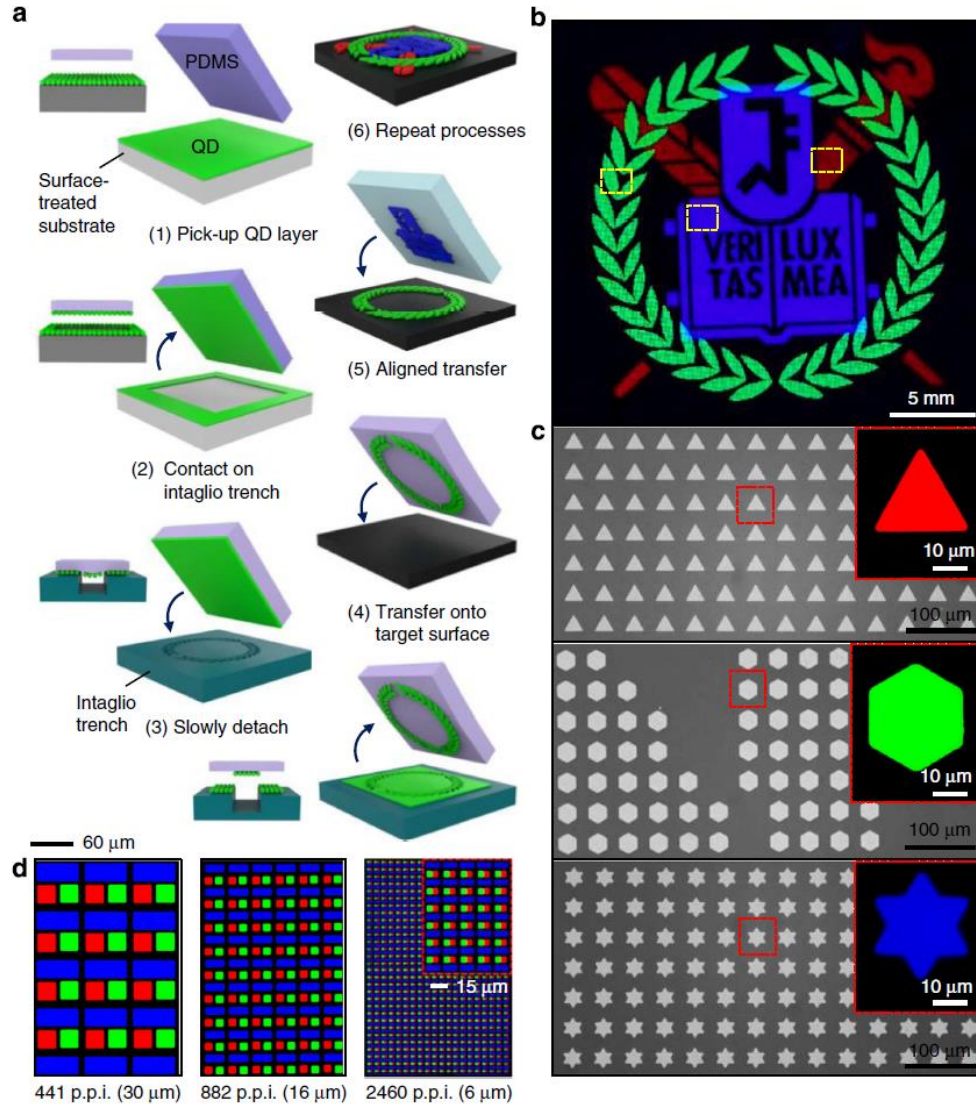 a
PDMS
QD
Surface-
treated
substrate
(1) Pick-up QD layer
(2) Contact on
intaglio trench
Intaglio
trench
(3) Slowly detach
(6) Repeat processes
(5) Aligned transfer
(4) Transfer onto
target surface
b
VERI LUX
TAS MEA
5 mm
c
10 μm
100 μm
10 μm
100 μm
10 μm
100 μm
60 μm
d
15 μm
441 p.p.i. (30 μm) 882 p.p.i. (16 μm) 2460 p.p.i. (6 μm)